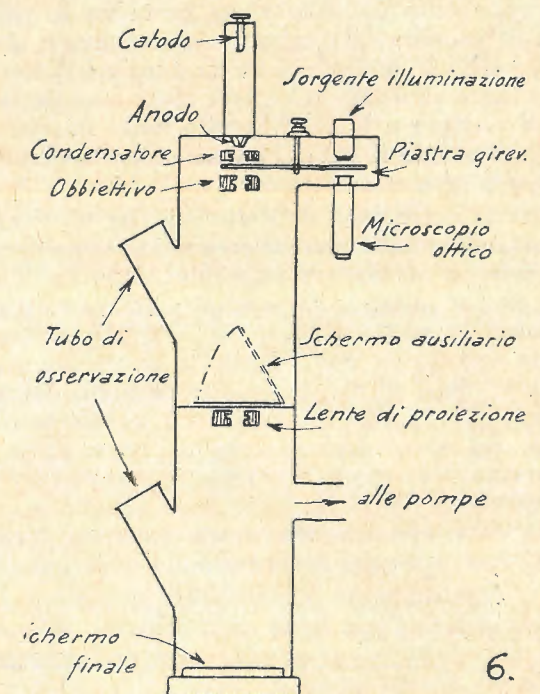 Catodo
Sorgente illuminazione
Anodo
Condensatore
Piastra girev.
Obbiettivo
Microscopio
ottico
Tubo di
osservazione
Schermo ausiliario
Lente di proiezione
alle pompe
chermo
finale
6.